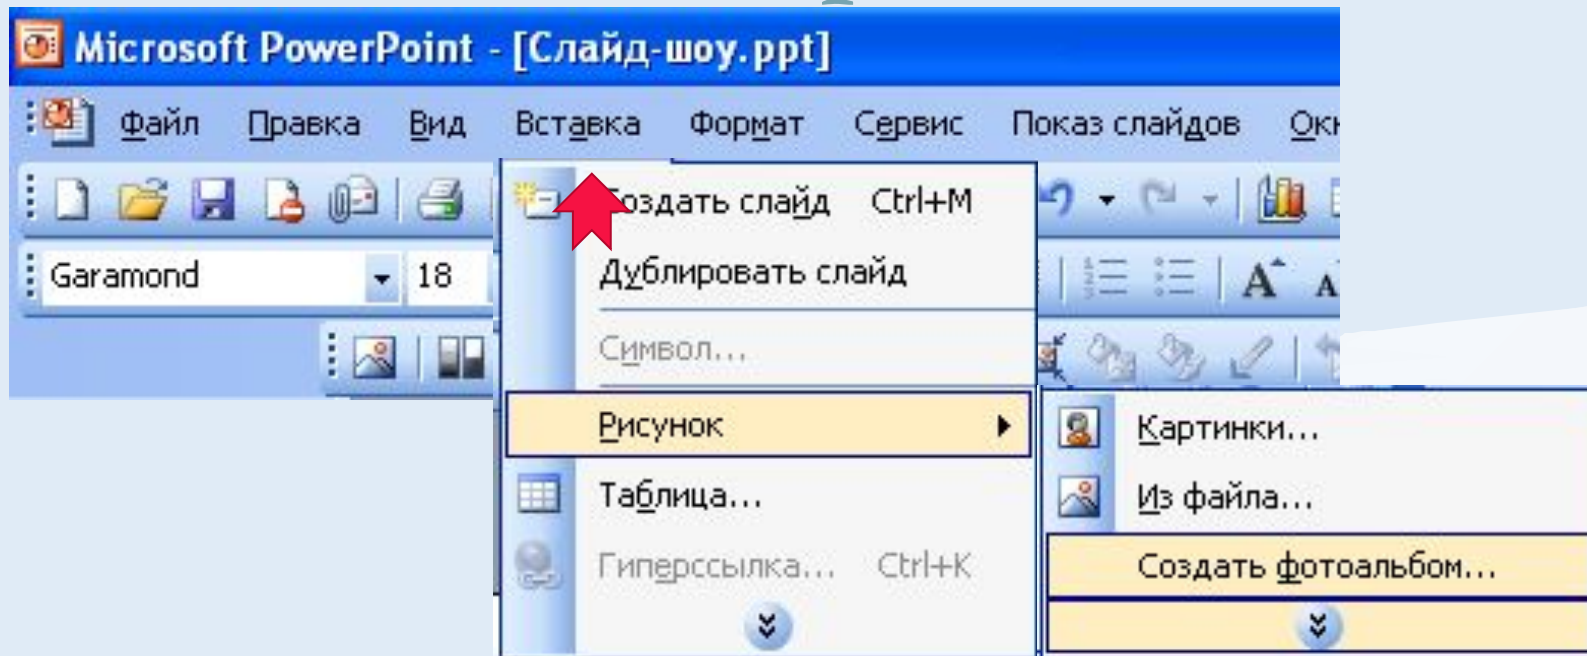 Microsoft PowerPoint - [Слайд-шоу.ppt]
Файл Правка Вид Вставка Формат Сервис Показ слайдов
Создать слайд Ctrl+M
Garamond 18
Дублировать слайд
Символ...
Рисунок
Картинки...
Таблица...
Из файла...
Гиперссылка... Ctrl+K
Создать фотоальбом...